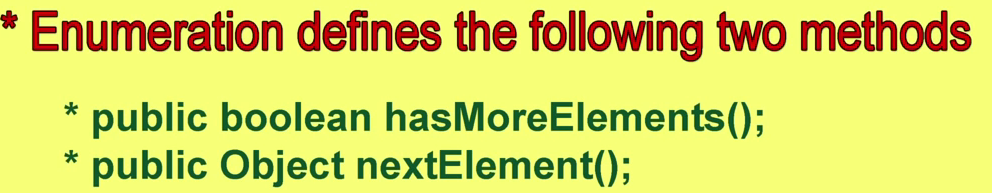 * Enumeration defines the following two methods
* public boolean hasMoreElements();
* public Object nextElement();